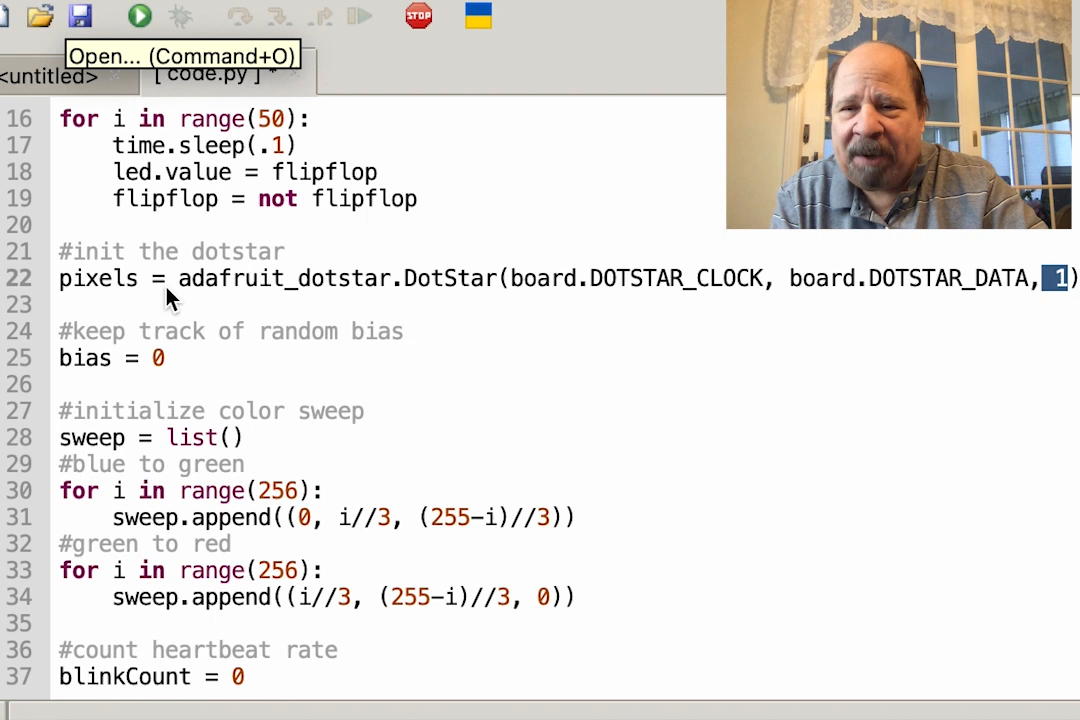 STOP
Open... (Command+O)
<untitled>
[ code.py ] *
16 for i in range(50):
17 time.sleep(.1)
18 led.value = flipflop
19 flipflop = not flipflop
20
21 #init the dotstar
22 pixels = adafruit_dotstar.DotStar(board.DOTSTAR_CLOCK, board.DOTSTAR_DATA, 1)
23
24 #keep track of random bias
25 bias = 0
26
27 #initialize color sweep
28 sweep = list()
29 #blue to green
30 for i in range(256):
31 sweep.append((0, i//3, (255-i)//3))
32 #green to red
33 for i in range(256):
34 sweep.append((i//3, (255-i)//3, 0))
35
36 #count heartbeat rate
37 blinkCount = 0